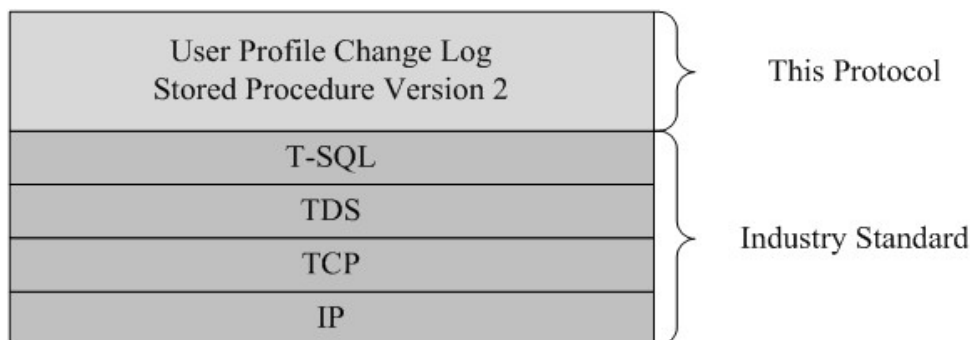 User Profile Change Log
Stored Procedure Version 2
This Protocol
T-SQL
TDS
TCP
IP
Industry Standard